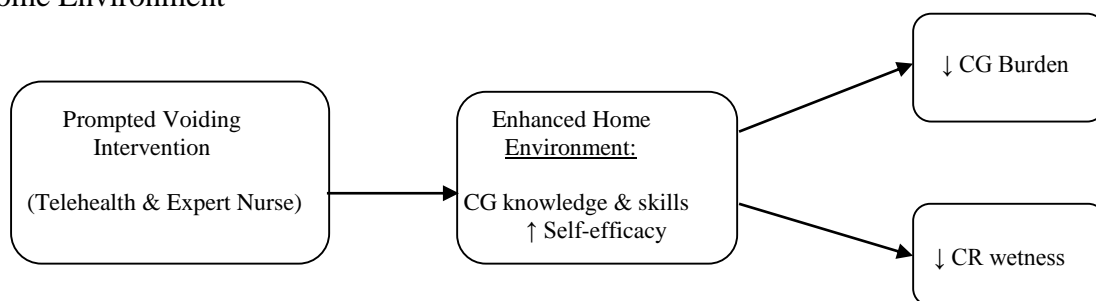 ome Environment
Prompted Voiding
Intervention
(Telehealth & Expert Nurse)
Enhanced Home
Environment:
CG knowledge & skills
↑ Self-efficacy
↓ CG Burden
↓ CR wetness